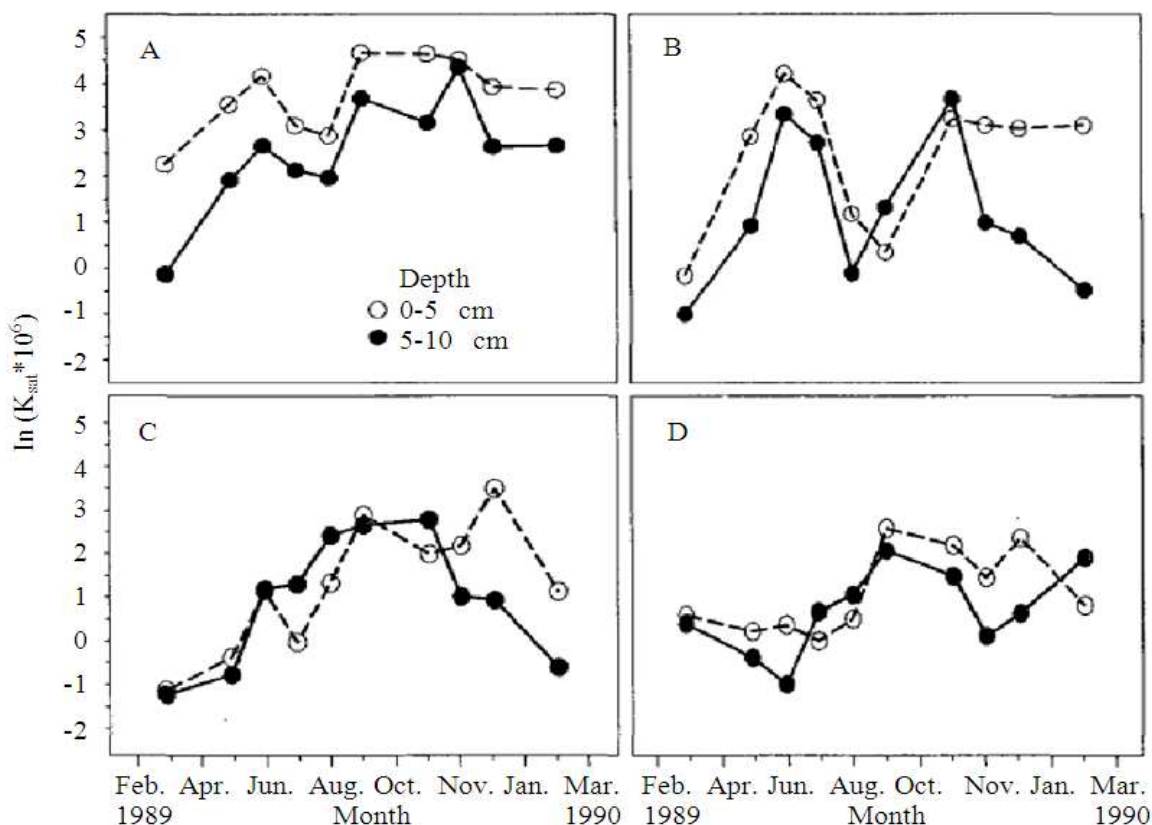 A
B
5
4
3
2
1
0
-1
-2
Depth
0-5 cm
5-10 cm
ln (Ksat*10⁶)
C
D
5
4
3
2
1
0
-1
-2
Feb. Apr. Jun. Aug. Oct. Nov. Jan. Mar.
1989 Month 1990
Feb. Apr. Jun. Aug. Oct. Nov. Jan. Mar.
1989 Month 1990